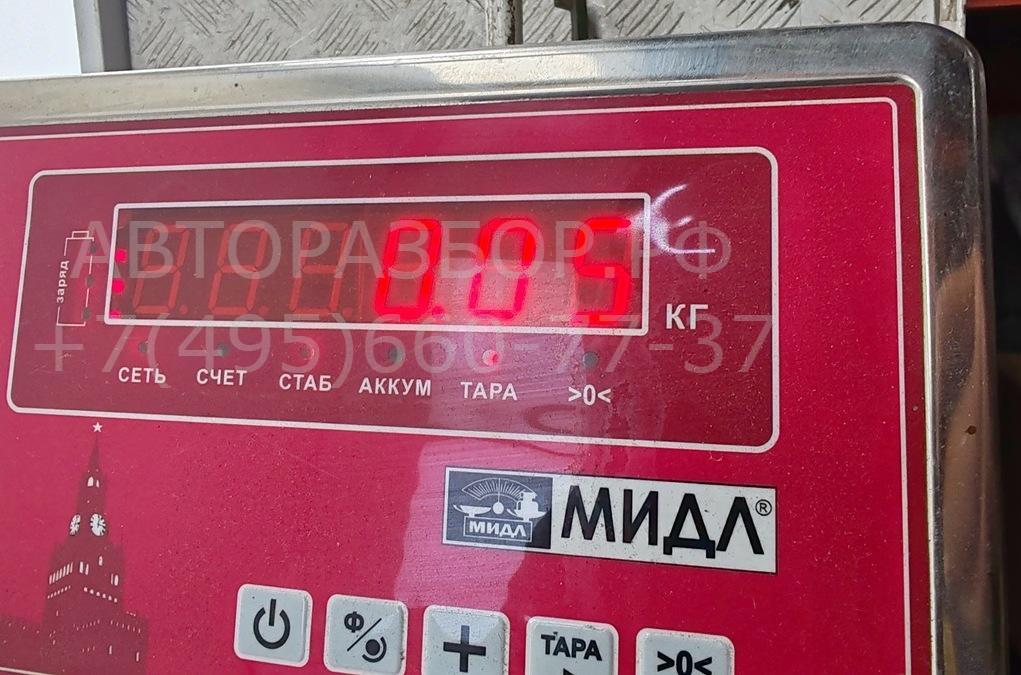 АВТОРАЗБОР.РФ
заряд
0.05
КГ
+7(495)660-77-37
СЕТЬ СЧЕТ СТАБ АККУМ ТАРА >0<
МИДЛ МИДЛ®
Ф
ТАРА
>0<